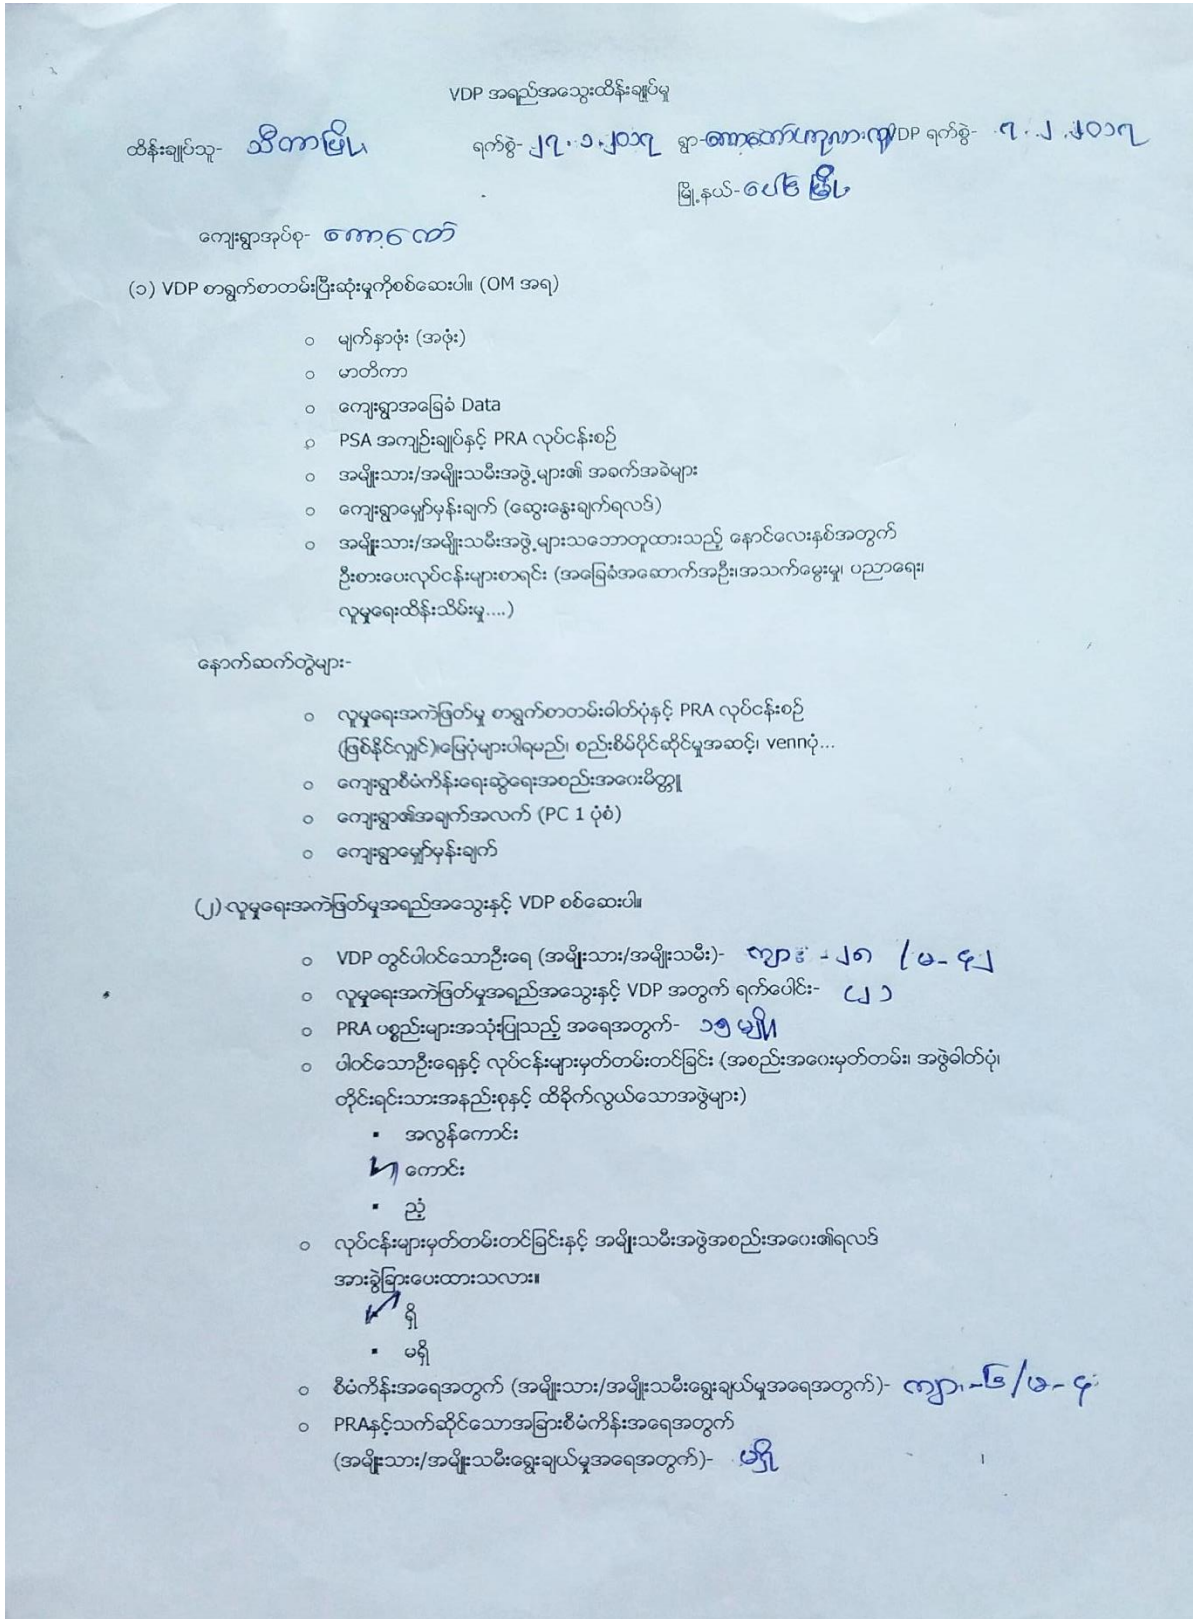 VDP အရည်အသွေးထိန်းချုပ်မှု
ထိန်းချုပ်သူ- သီတာဖြိုး ရက်စွဲ- ၂၇.၁.၂၀၁၇ ရွာ- DP ရက်စွဲ- ၇.၂.၂၀၁၇
မြို့နယ်- ပေါင်မြို့
ကျေးရွာအုပ်စု- ကော့ဒေါ်
(၁) VDP စာရွက်စာတမ်းပြီးဆုံးမှုကိုစစ်ဆေးပါ။ (OM အရ)
မျက်နှာဖုံး (အဖုံး)
မာတိကာ
ကျေးရွာအခြေခံ Data
PSA အကျဉ်းချုပ်နှင့် PRA လုပ်ငန်းစဉ်
အမျိုးသား/အမျိုးသမီးအဖွဲ့များ၏ အခက်အခဲများ
ကျေးရွာမျှော်မှန်းချက် (ဆွေးနွေးချက်ရလဒ်)
အမျိုးသား/အမျိုးသမီးအဖွဲ့များသဘောတူထားသည့် နောင်လေးနှစ်အတွက်
ဦးစားပေးလုပ်ငန်းများစာရင်း (အခြေခံအဆောက်အဦး၊အသက်မွေးမှု၊ ပညာရေး၊
လူမှုရေးထိန်းသိမ်းမှု....)
နောက်ဆက်တွဲများ-
လူမှုရေးအကဲဖြတ်မှု စာရွက်စာတမ်းဓါတ်ပုံနှင့် PRA လုပ်ငန်းစဉ်
(ဖြစ်နိုင်လျှင်)၊မြေပုံများပါရမည်၊ စည်းစိမ်ပိုင်ဆိုင်မှုအဆင့်၊ vennပုံ...
ကျေးရွာစီမံကိန်းရေးဆွဲရေးအစည်းအဝေးမိတ္တူ
ကျေးရွာ၏အချက်အလက် (PC 1 ပုံစံ)
ကျေးရွာမျှော်မှန်းချက်
(၂) လူမှုရေးအကဲဖြတ်မှုအရည်အသွေးနှင့် VDP စစ်ဆေးပါ။
VDP တွင်ပါဝင်သောဦးရေ (အမျိုးသား/အမျိုးသမီး)- ကျား - ၂၈ / မ - ၄၂
လူမှုရေးအကဲဖြတ်မှုအရည်အသွေးနှင့် VDP အတွက် ရက်ပေါင်း-
PRA ပစ္စည်းများအသုံးပြုသည့် အရေအတွက်- ၁၅ မျိုး
ပါဝင်သောဦးရေနှင့် လုပ်ငန်းများမှတ်တမ်းတင်ခြင်း (အစည်းအဝေးမှတ်တမ်း၊ အဖွဲဓါတ်ပုံ၊
တိုင်းရင်းသားအနည်းစုနှင့် ထိခိုက်လွယ်သောအဖွဲများ)
အလွန်ကောင်း
ကောင်း
ညံ့
လုပ်ငန်းများမှတ်တမ်းတင်ခြင်းနှင့် အမျိုးသမီးအဖွဲအစည်းအဝေး၏ရလဒ်
အားခွဲခြားပေးထားသလား။
ရှိ
မရှိ
စီမံကိန်းအရေအတွက် (အမျိုးသား/အမျိုးသမီးရွေးချယ်မှုအရေအတွက်)- ကျား-၆/မ-၄
PRAနှင့်သက်ဆိုင်သောအခြားစီမံကိန်းအရေအတွက်
(အမျိုးသား/အမျိုးသမီးရွေးချယ်မှုအရေအတွက်)- မရှိ